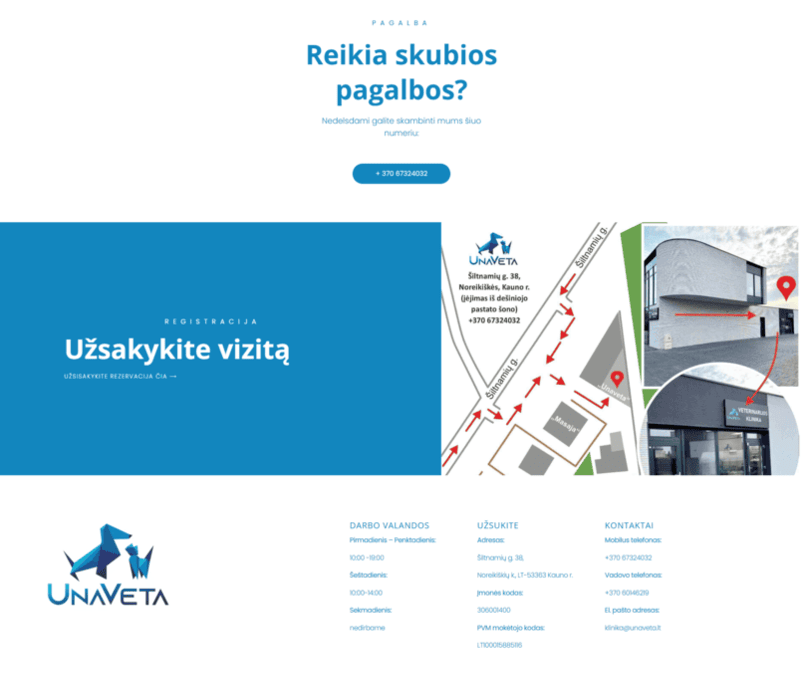 PAGALBA
Reikia skubios
pagalbos?
Nedelsdami galite skambinti mums šiuo
numeriu:
+ 370 67324032
REGISTRACIJA
Užsakykite vizitą
UŽSISAKYKITE REZERVACIJA ČIA →
UNAVETA
Šiltnamių g. 38,
Noreikiškės, Kauno r.
(įėjimas iš dešiniojo
pastato šono)
+370 67324032
Šiltnamių g.
Šiltnamių g.
„Unaveta"
„Masaja"
VETERINARIJOS
KLINIKA
UNAVETA
DARBO VALANDOS
Pirmadienis – Penktadienis:
10:00 -19:00
Šeštadienis:
10:00-14:00
Sekmadienis:
nedirbame
UŽSUKITE
Adresas:
Šiltnamių g. 38,
Noreikiškių k, LT-53363 Kauno r.
Įmonės kodas:
306001400
PVM mokėtojo kodas:
LT100015885116
KONTAKTAI
Mobilus telefonas:
+370 67324032
Vadovo telefonas:
+370 60146219
El. pašto adresas:
klinika@unaveta.lt